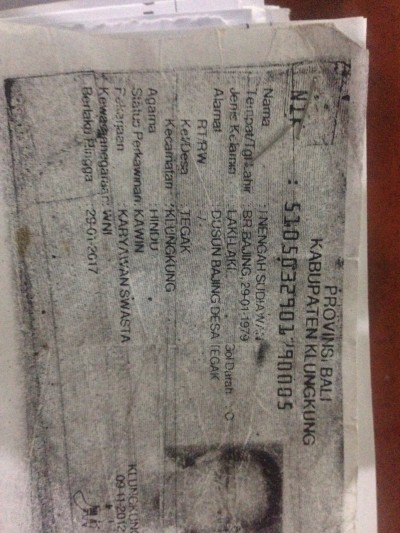 PROVINSI BALI
KABUPATEN KLUNGKUNG
NIK : 5105032901790005
Nama : I NENGAH SUDIAWAN
Tempat/Tgl Lahir : BR.BAJING, 29-01-1979
Jenis Kelamin : LAKI-LAKI Gol Darah : O
Alamat : DUSUN BAJING DESA TEGAK
RT/RW : -/-
Kel/Desa : TEGAK
Kecamatan : KLUNGKUNG
Agama : HINDU
Status Perkawinan : KAWIN
Pekerjaan : KARYAWAN SWASTA
Kewarganegaraan : WNI
Berlaku Hingga : 29-01-2017
KLUNGKUNG
09-11-2012